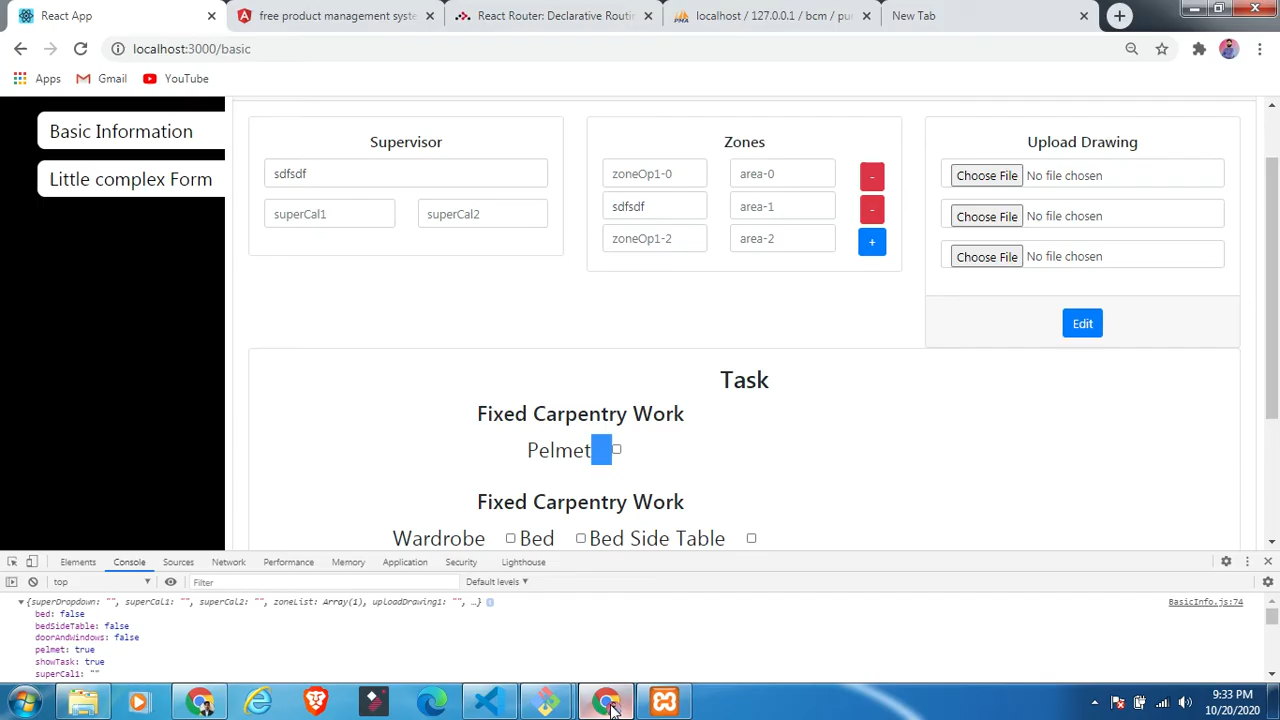 React App
free product management syste
React Router: Declarative Routin
localhost / 127.0.0.1 / bcm / pur
New Tab
localhost:3000/basic
Apps
Gmail
YouTube
Basic Information
Little complex Form
Supervisor
sdfsdf
superCal1
superCal2
Zones
zoneOp1-0
area-0
-
sdfsdf
area-1
-
zoneOp1-2
area-2
+
Upload Drawing
Choose File No file chosen
Choose File No file chosen
Choose File No file chosen
Edit
Task
Fixed Carpentry Work
Pelmet
Fixed Carpentry Work
Wardrobe Bed Bed Side Table
Elements Console Sources Network Performance Memory Application Security Lighthouse
top Filter Default levels
{superDropdown: "", superCal1: "", superCal2: "", zoneList: Array(1), uploadDrawing1: "", …} BasicInfo.js:74
bed: false
bedSideTable: false
doorAndWindows: false
pelmet: true
showTask: true
superCal1: ""
9:33 PM
10/20/2020